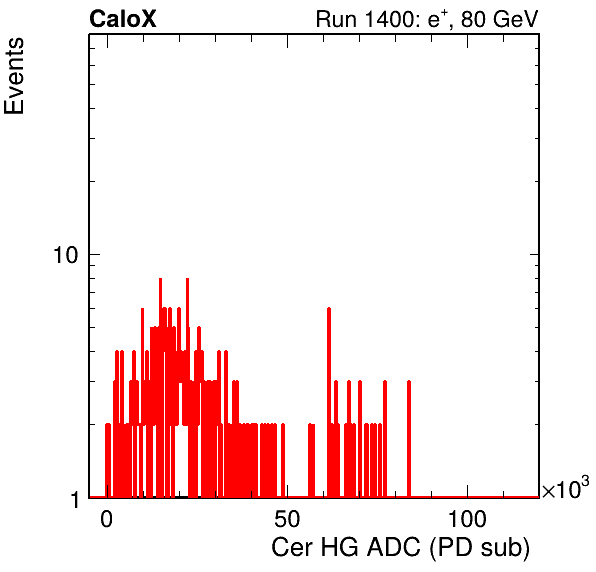 CaloX Run 1400: e⁺, 80 GeV
Events
10
1
0 50 100 ×10³
Cer HG ADC (PD sub)